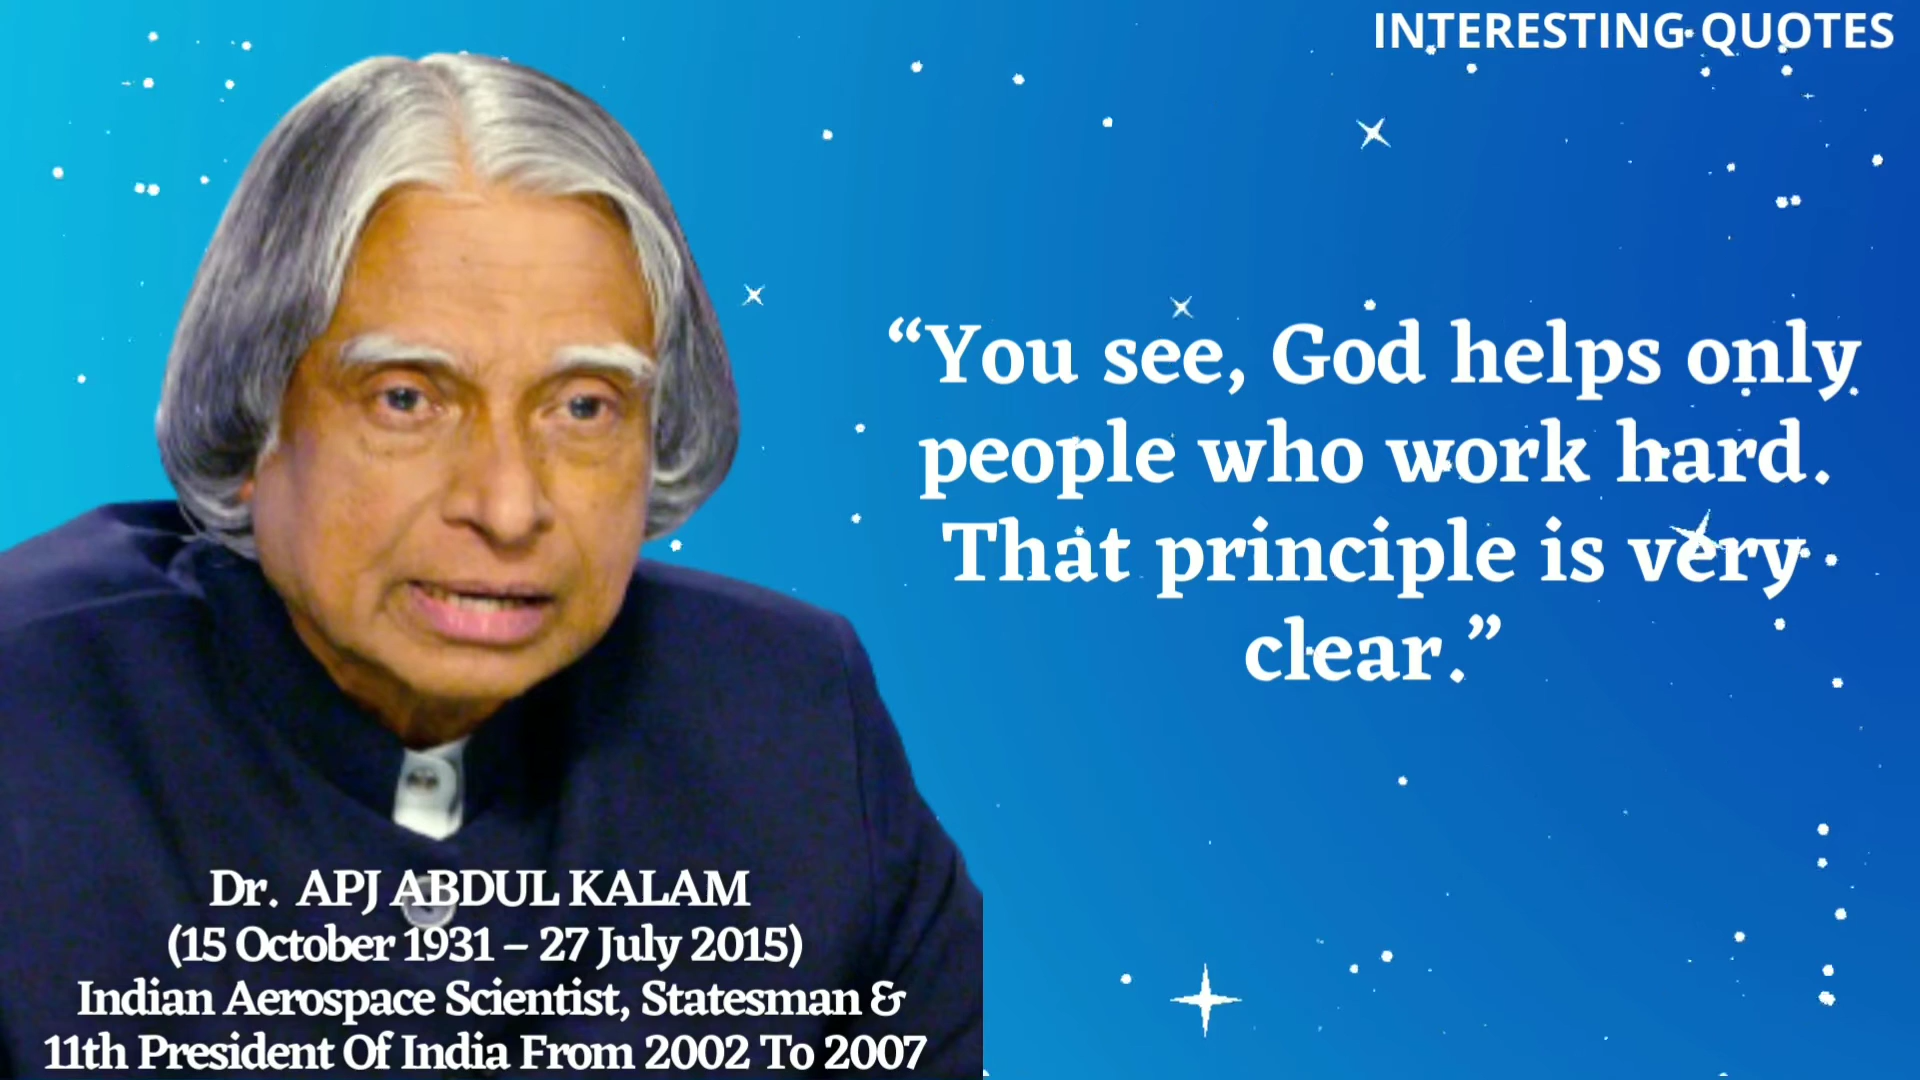 INTERESTING QUOTES
“You see, God helps only
people who work hard.
That principle is very
clear.”
Dr. APJ ABDUL KALAM
(15 October 1931 – 27 July 2015)
Indian Aerospace Scientist, Statesman &
11th President Of India From 2002 To 2007